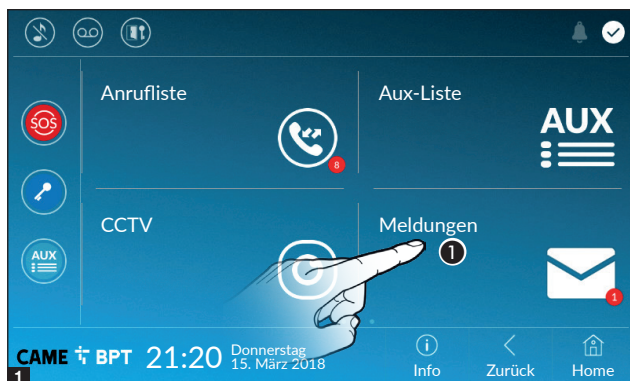 Anrufliste
Aux-Liste
SOS
8
AUX
CCTV
Meldungen
1
AUX
1
CAME BPT 21:20 Donnerstag
15. März 2018
Info
Zurück
Home
1